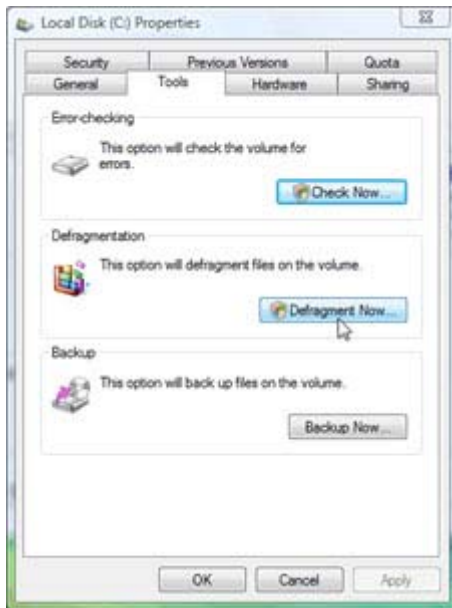 Local Disk (C:) Properties
Security Previous Versions Quota
General Tools Hardware Sharing
Error-checking
This option will check the volume for
errors.
Check Now...
Defragmentation
This option will defragment files on the volume.
Defragment Now...
Backup
This option will back up files on the volume.
Backup Now...
OK Cancel Apply